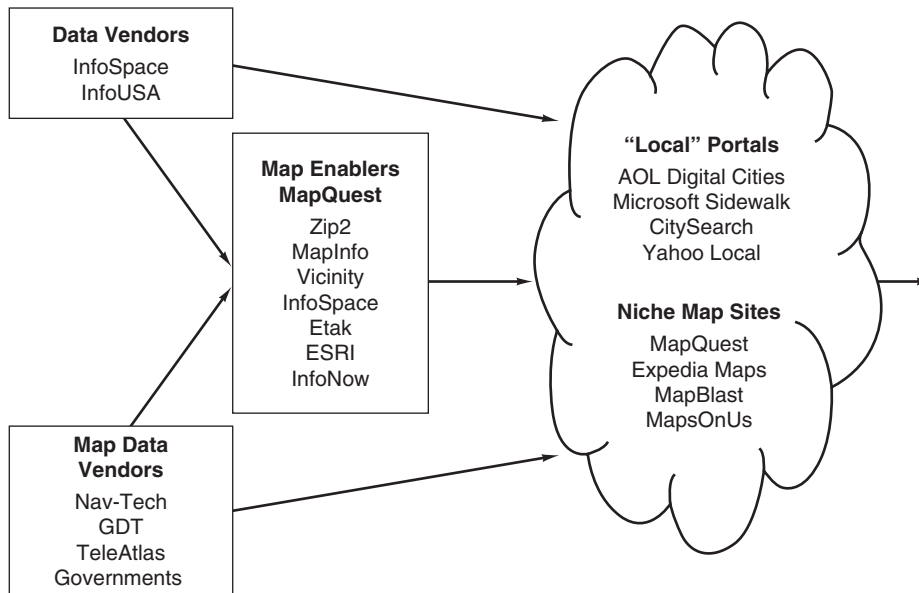 Data Vendors
InfoSpace
InfoUSA
Map Enablers
MapQuest
Zip2
MapInfo
Vicinity
InfoSpace
Etak
ESRI
InfoNow
Map Data
Vendors
Nav-Tech
GDT
TeleAtlas
Governments
“Local” Portals
AOL Digital Cities
Microsoft Sidewalk
CitySearch
Yahoo Local
Niche Map Sites
MapQuest
Expedia Maps
MapBlast
MapsOnUs